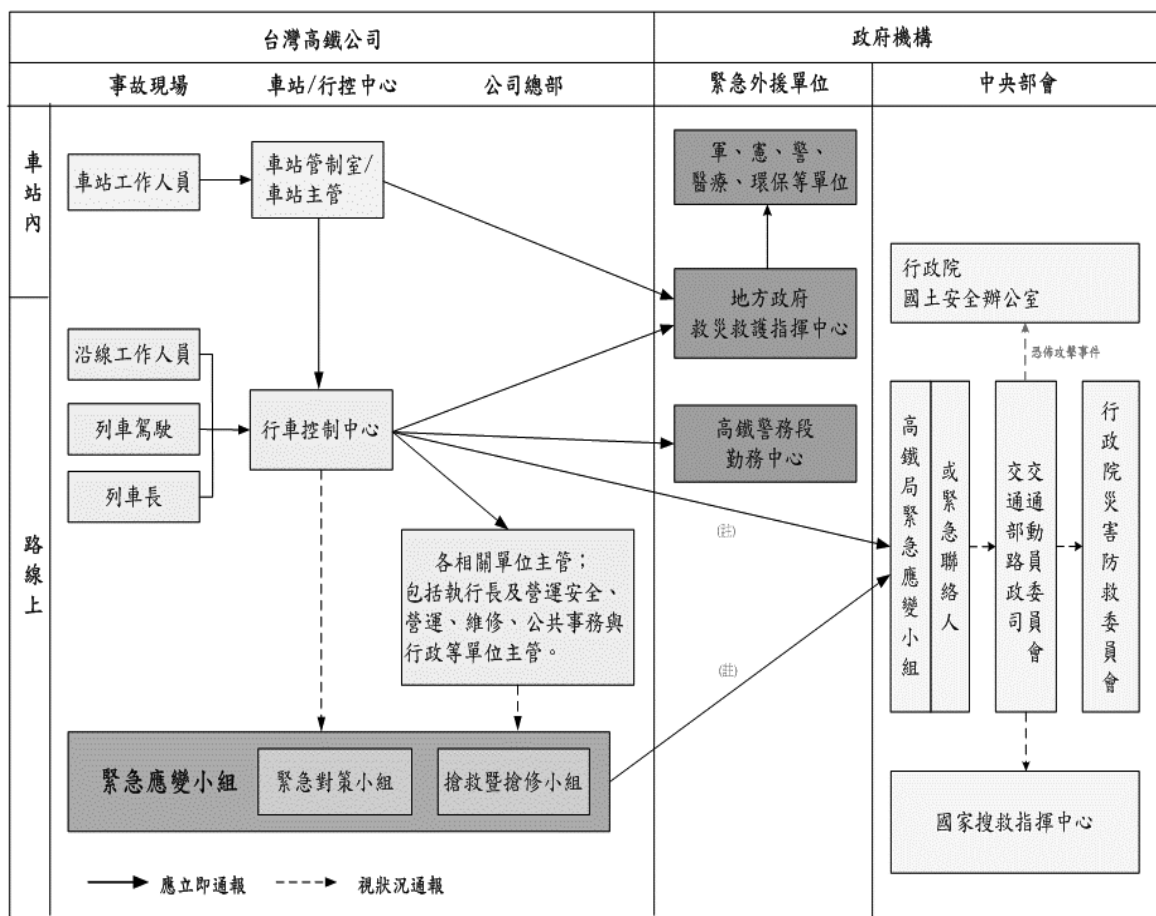 台灣高鐵公司
政府機構
事故現場
車站/行控中心
公司總部
緊急外援單位
中央部會
車站內
車站工作人員
車站管制室/
車站主管
軍、憲、警、
醫療、環保等單位
行政院
國土安全辦公室
地方政府
救災救護指揮中心
恐怖攻擊事件
路線上
沿線工作人員
列車駕駛
列車長
行車控制中心
高鐵警務段
勤務中心
(註)
高鐵局緊急應變小組
或緊急聯絡人
交通部路政司
交通動員委員會
行政院災害防救委員會
各相關單位主管；
包括執行長及營運安全、
營運、維修、公共事務與
行政等單位主管。
(註)
緊急應變小組
緊急對策小組
搶救暨搶修小組
國家搜救指揮中心
應立即通報
視狀況通報